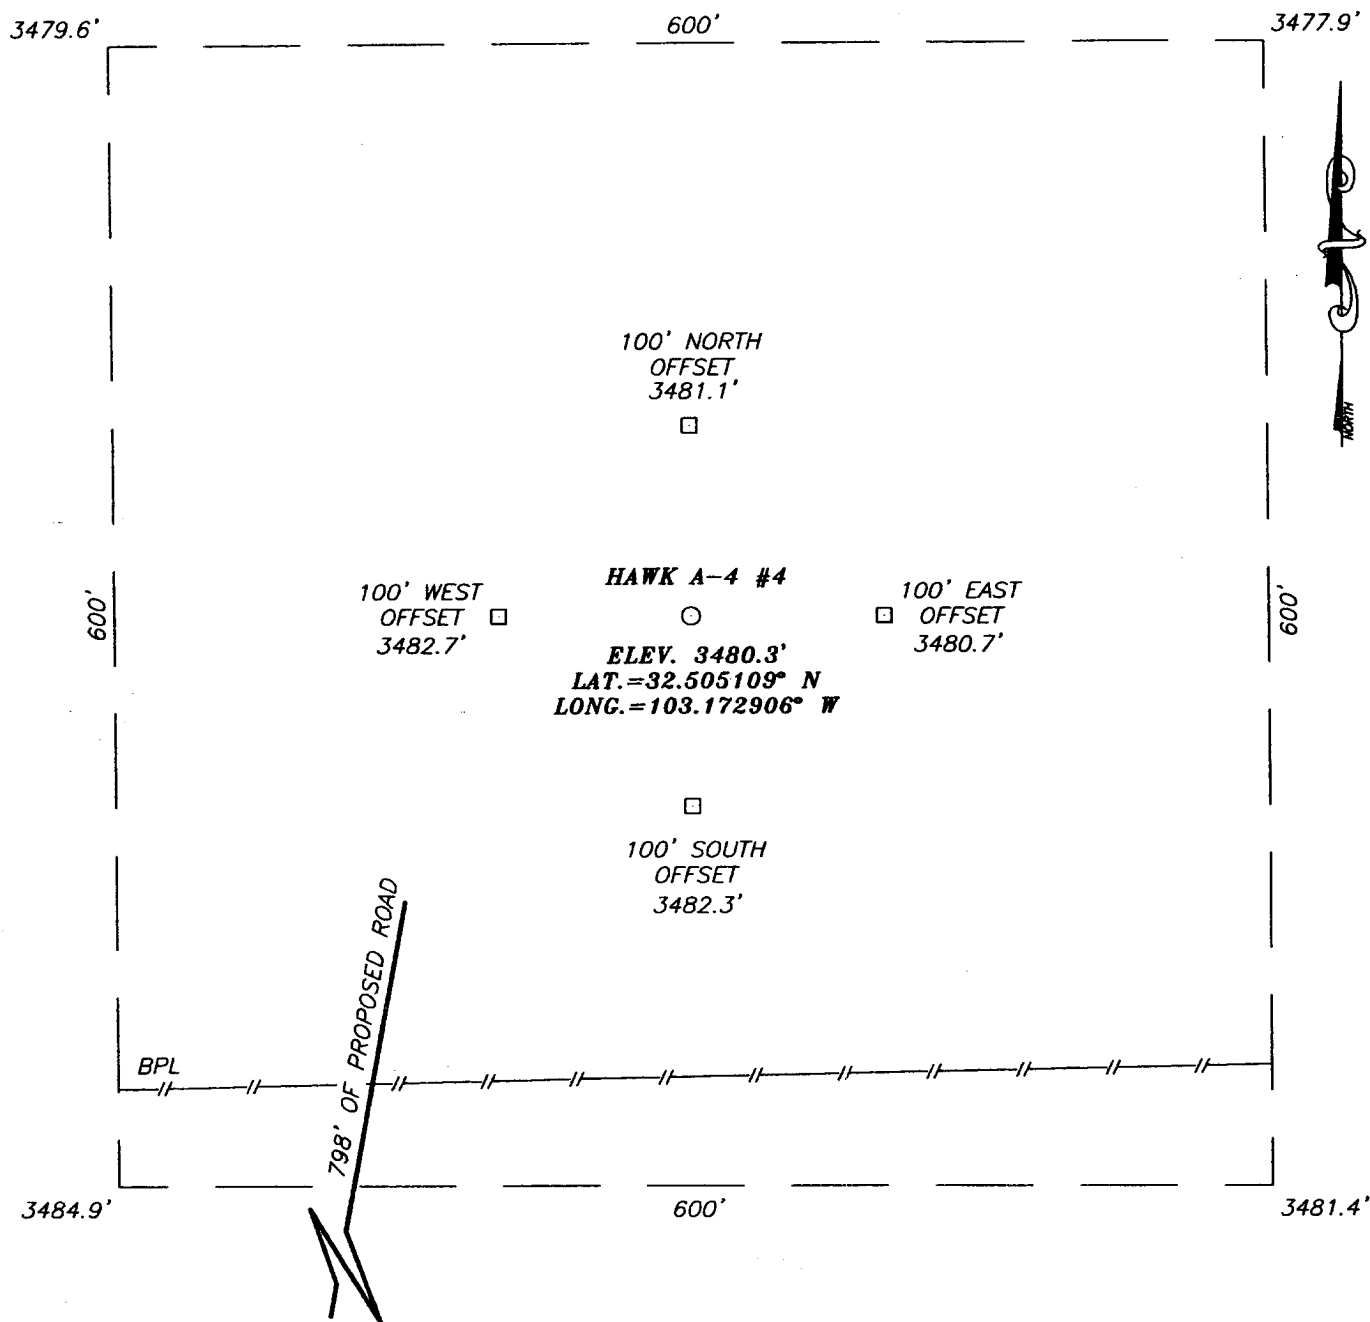 3479.6'
600'
3477.9'
NORTH
100' NORTH
OFFSET
3481.1'
600'
100' WEST
OFFSET
3482.7'
HAWK A-4 #4
ELEV. 3480.3'
LAT.=32.505109° N
LONG.=103.172906° W
100' EAST
OFFSET
3480.7'
600'
100' SOUTH
OFFSET
3482.3'
798' OF PROPOSED ROAD
BPL
3484.9'
600'
3481.4'